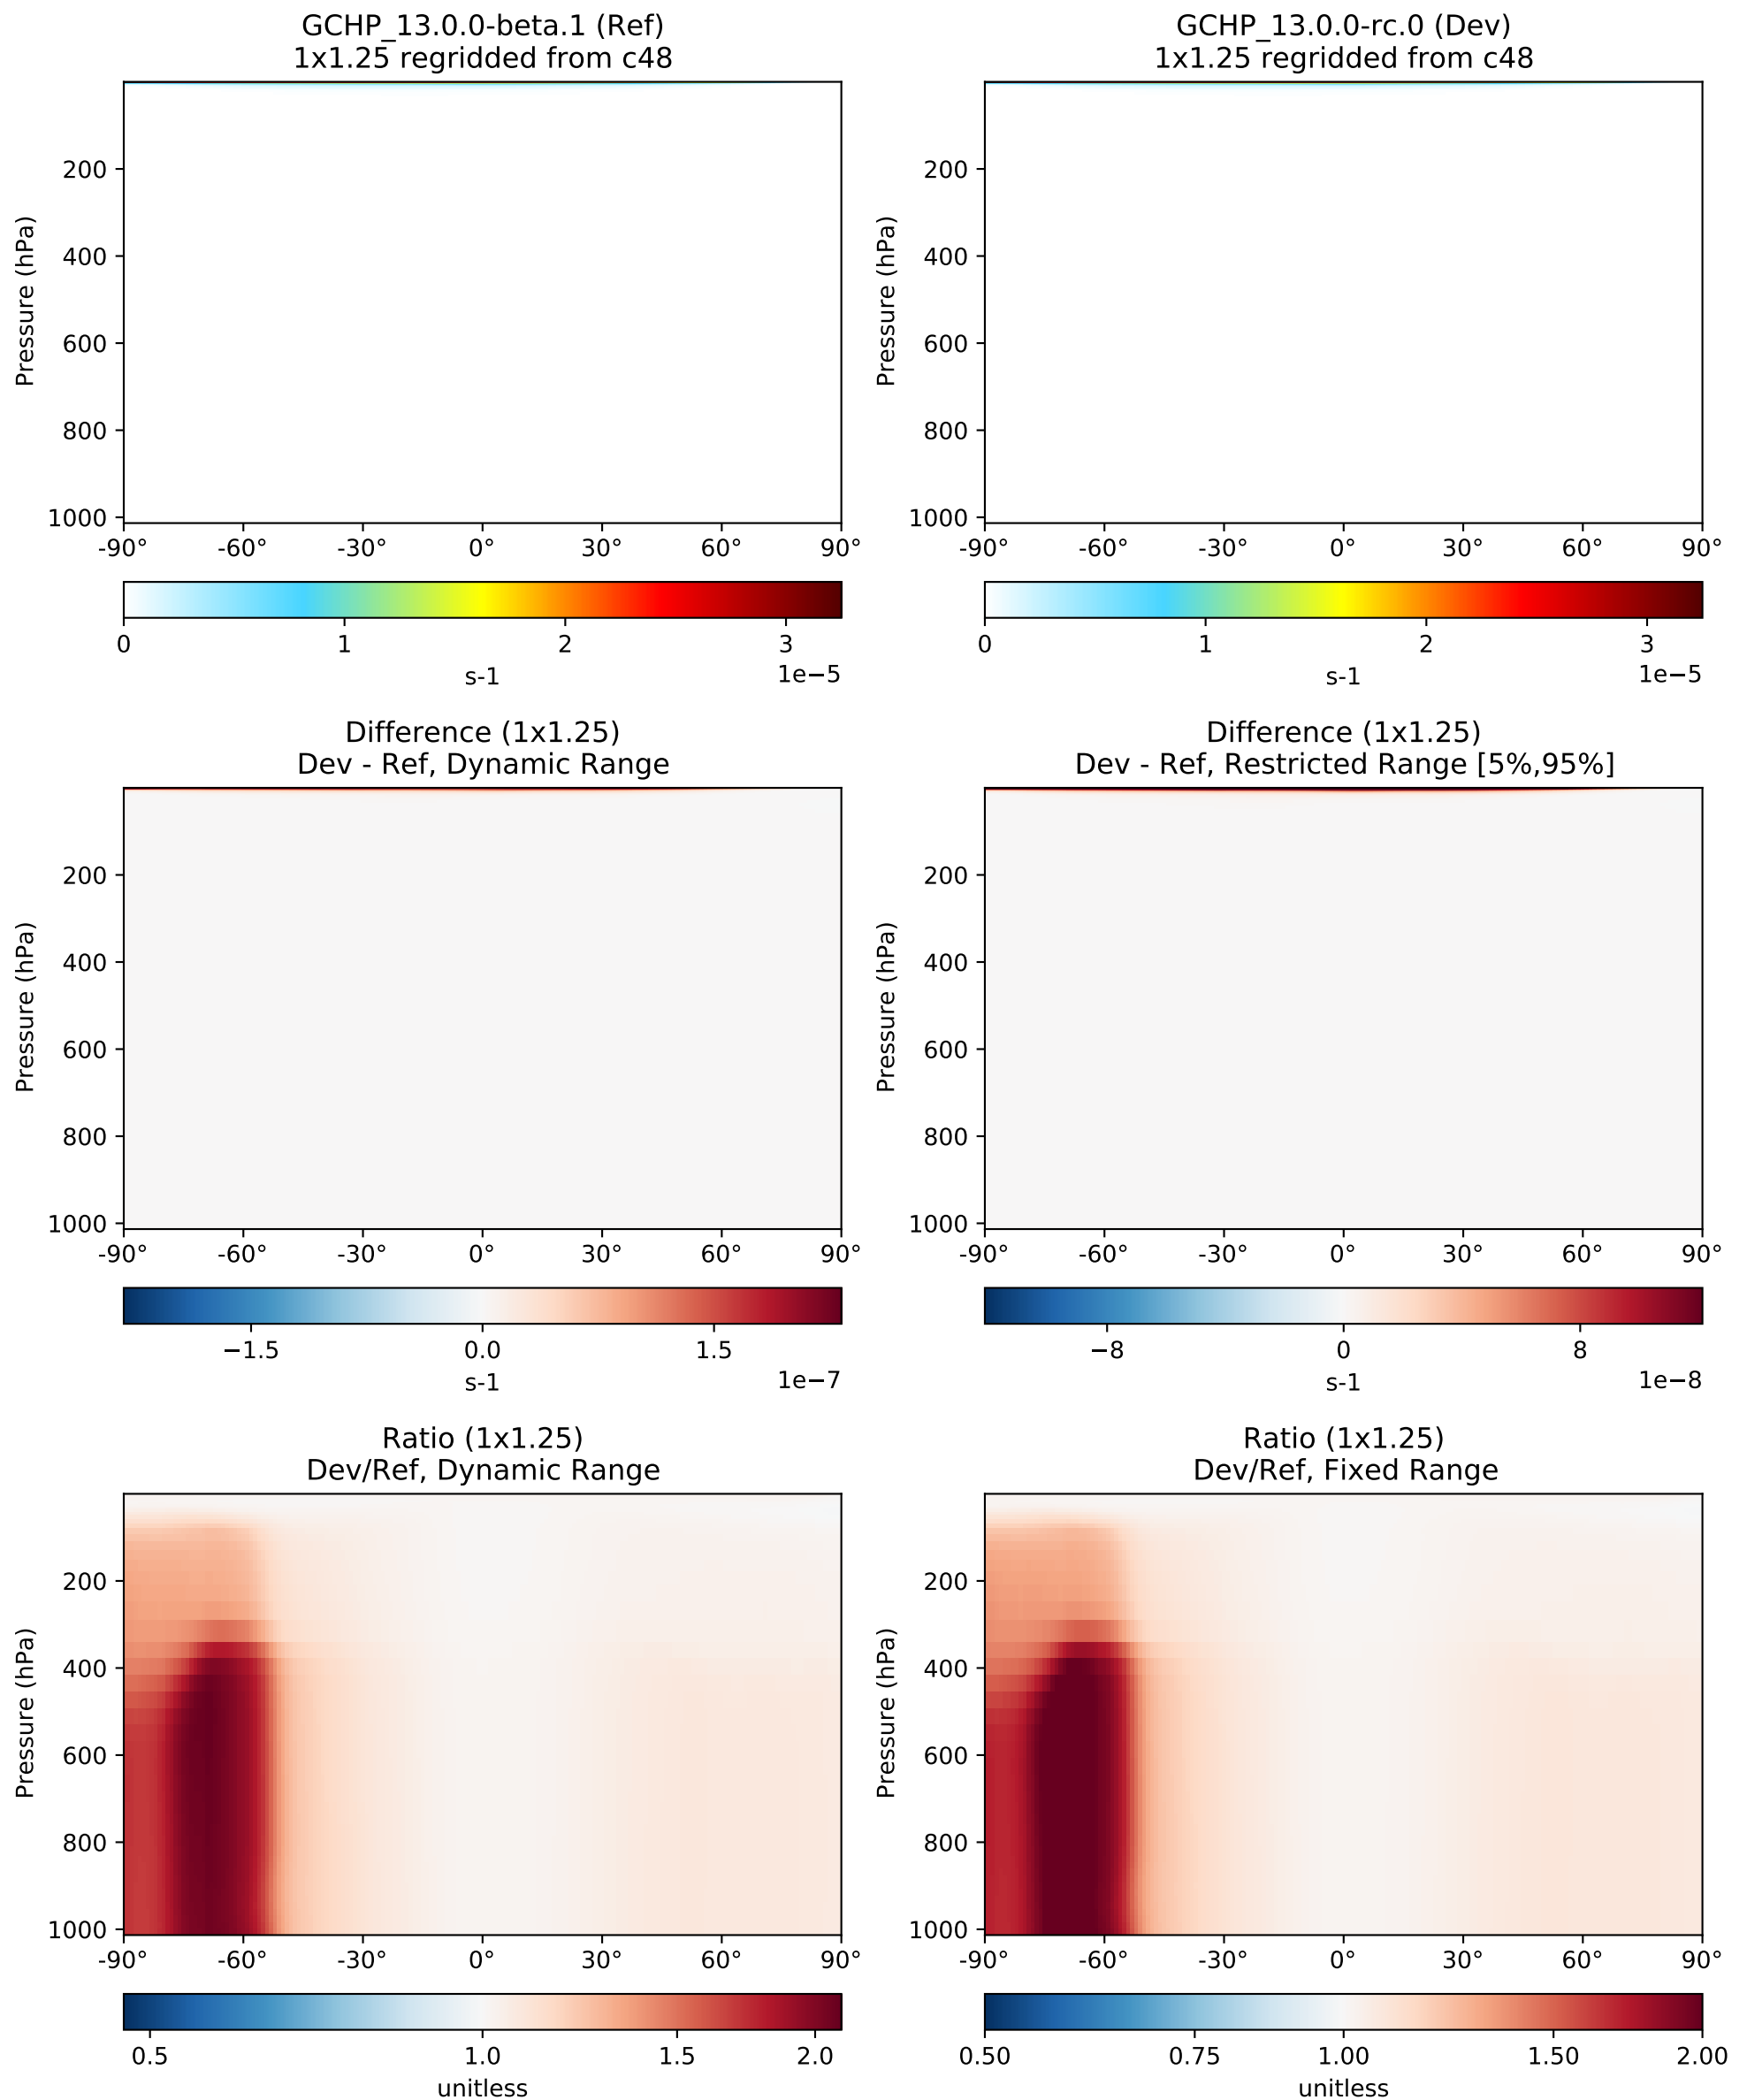 GCHP_13.0.0-beta.1 (Ref)
1x1.25 regridded from c48
Pressure (hPa)
200
400
600
800
1000
-90° -60° -30° 0° 30° 60° 90°
0 1 2 3
1e−5
s-1
GCHP_13.0.0-rc.0 (Dev)
1x1.25 regridded from c48
Pressure (hPa)
200
400
600
800
1000
-90° -60° -30° 0° 30° 60° 90°
0 1 2 3
1e−5
s-1
Difference (1x1.25)
Dev - Ref, Dynamic Range
Pressure (hPa)
200
400
600
800
1000
-90° -60° -30° 0° 30° 60° 90°
−1.5 0.0 1.5
1e−7
s-1
Difference (1x1.25)
Dev - Ref, Restricted Range [5%,95%]
Pressure (hPa)
200
400
600
800
1000
-90° -60° -30° 0° 30° 60° 90°
−8 0 8
1e−8
s-1
Ratio (1x1.25)
Dev/Ref, Dynamic Range
Pressure (hPa)
200
400
600
800
1000
-90° -60° -30° 0° 30° 60° 90°
0.5 1.0 1.5 2.0
unitless
Ratio (1x1.25)
Dev/Ref, Fixed Range
Pressure (hPa)
200
400
600
800
1000
-90° -60° -30° 0° 30° 60° 90°
0.50 0.75 1.00 1.50 2.00
unitless